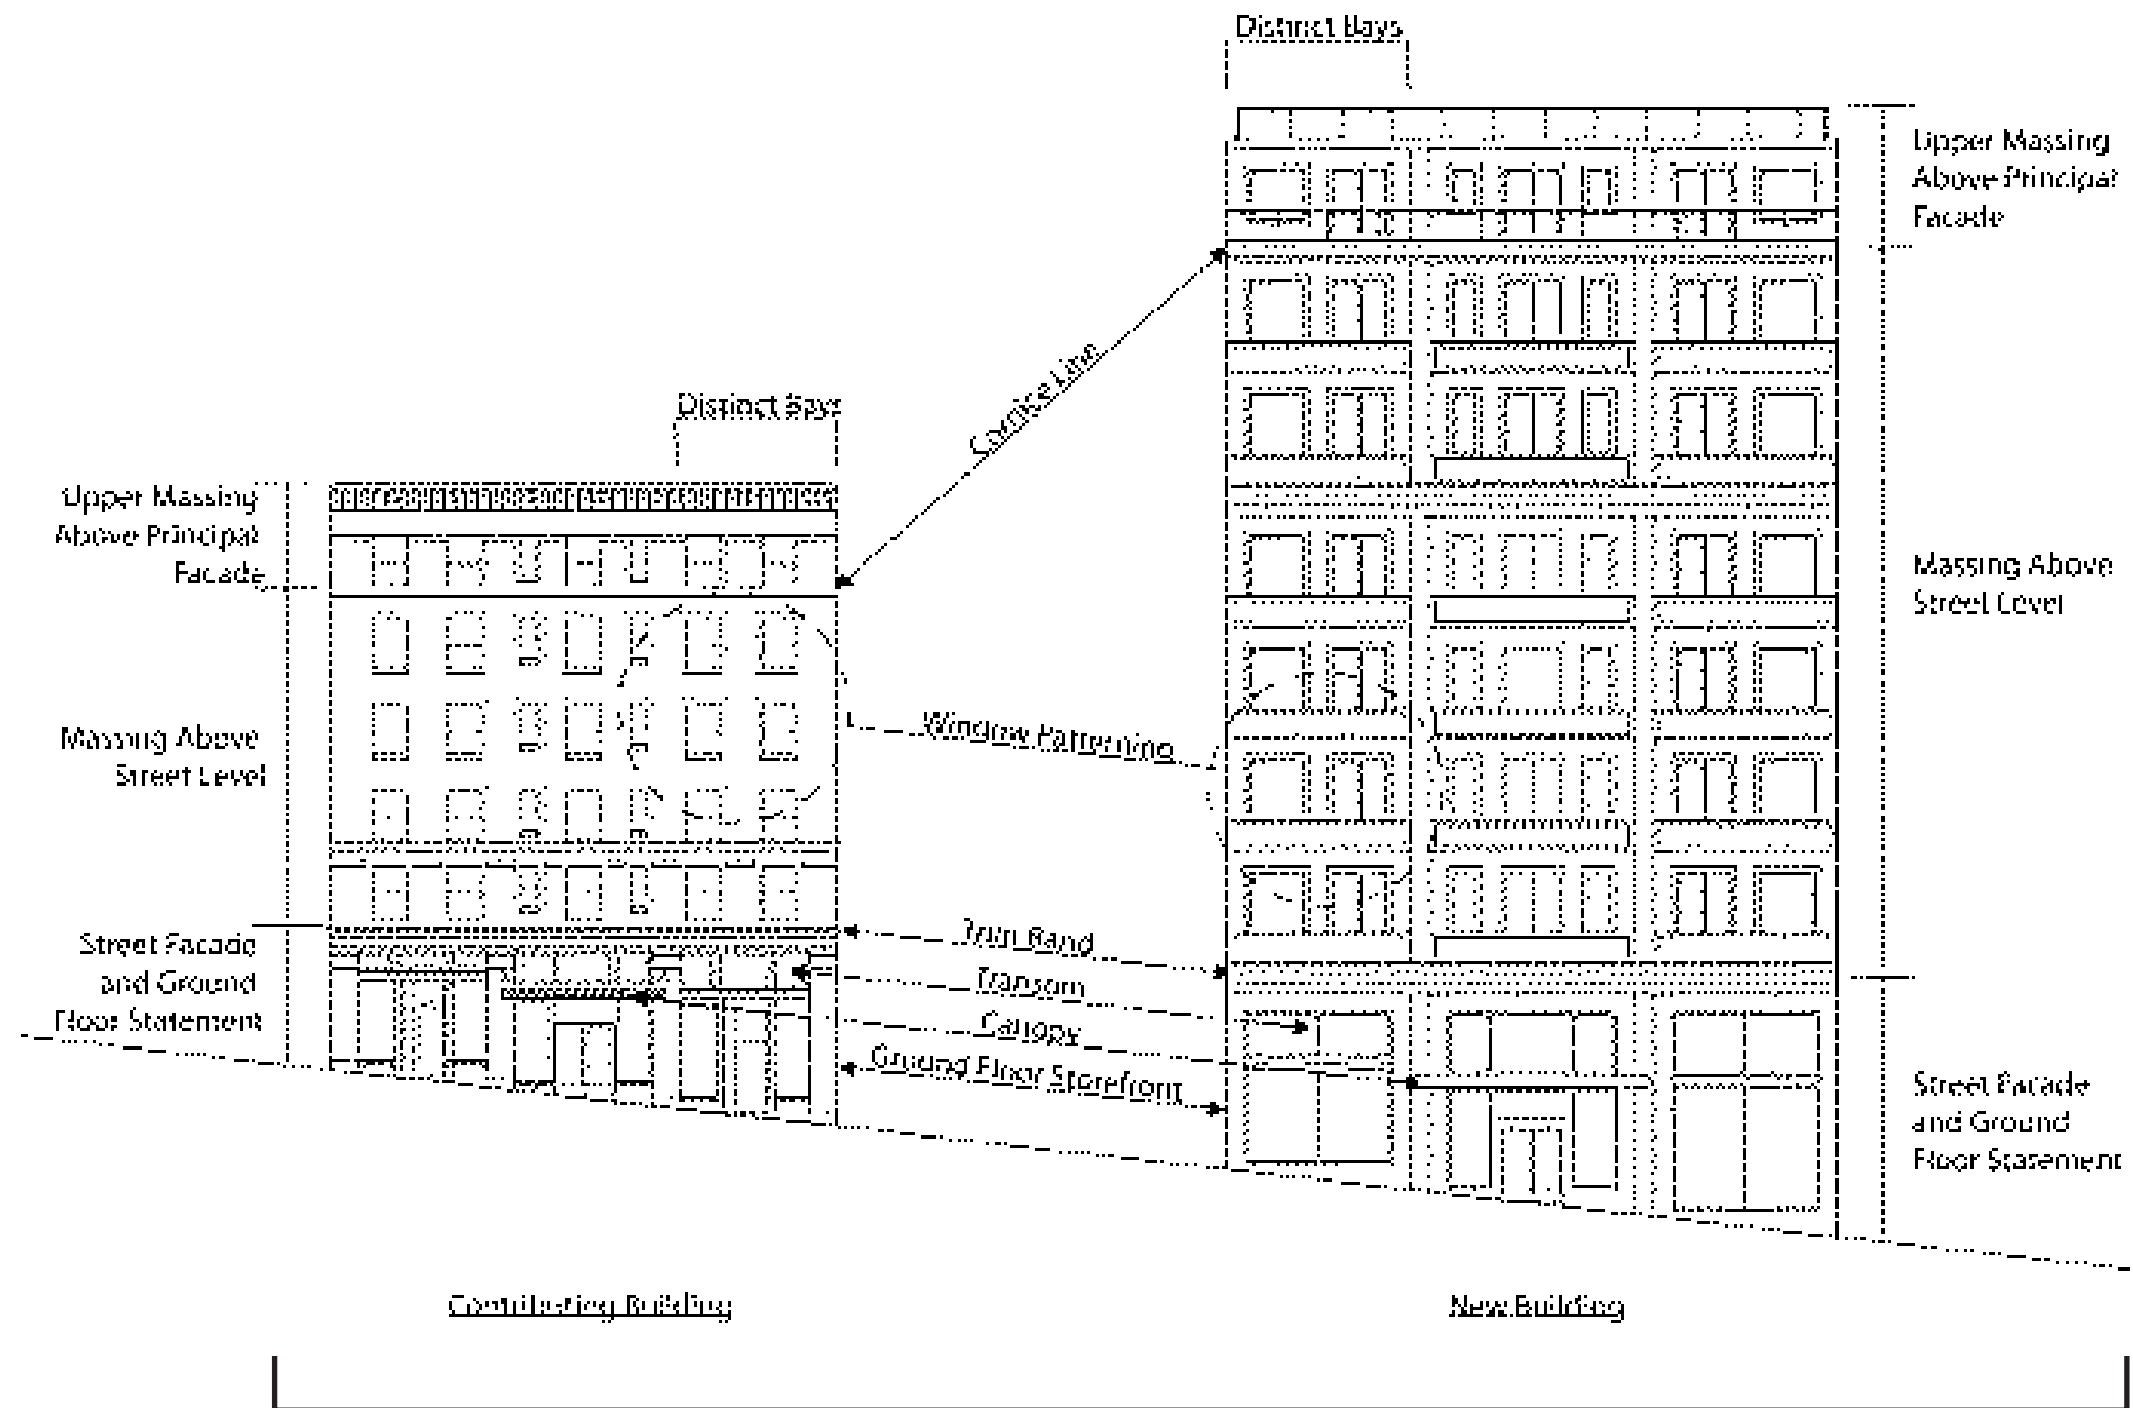 Distinct Bays
Upper Massing
Above Principal
Facade
Cornice Line
Distinct Bays
Upper Massing
Above Principal
Facade
Massing Above
Street Level
Window Patterning
Massing Above
Street Level
Trim Band
Street Facade
and Ground
Floor Statement
Transom
Canopy
Ground Floor Storefront
Street Facade
and Ground
Floor Statement
Contributing Building
New Building